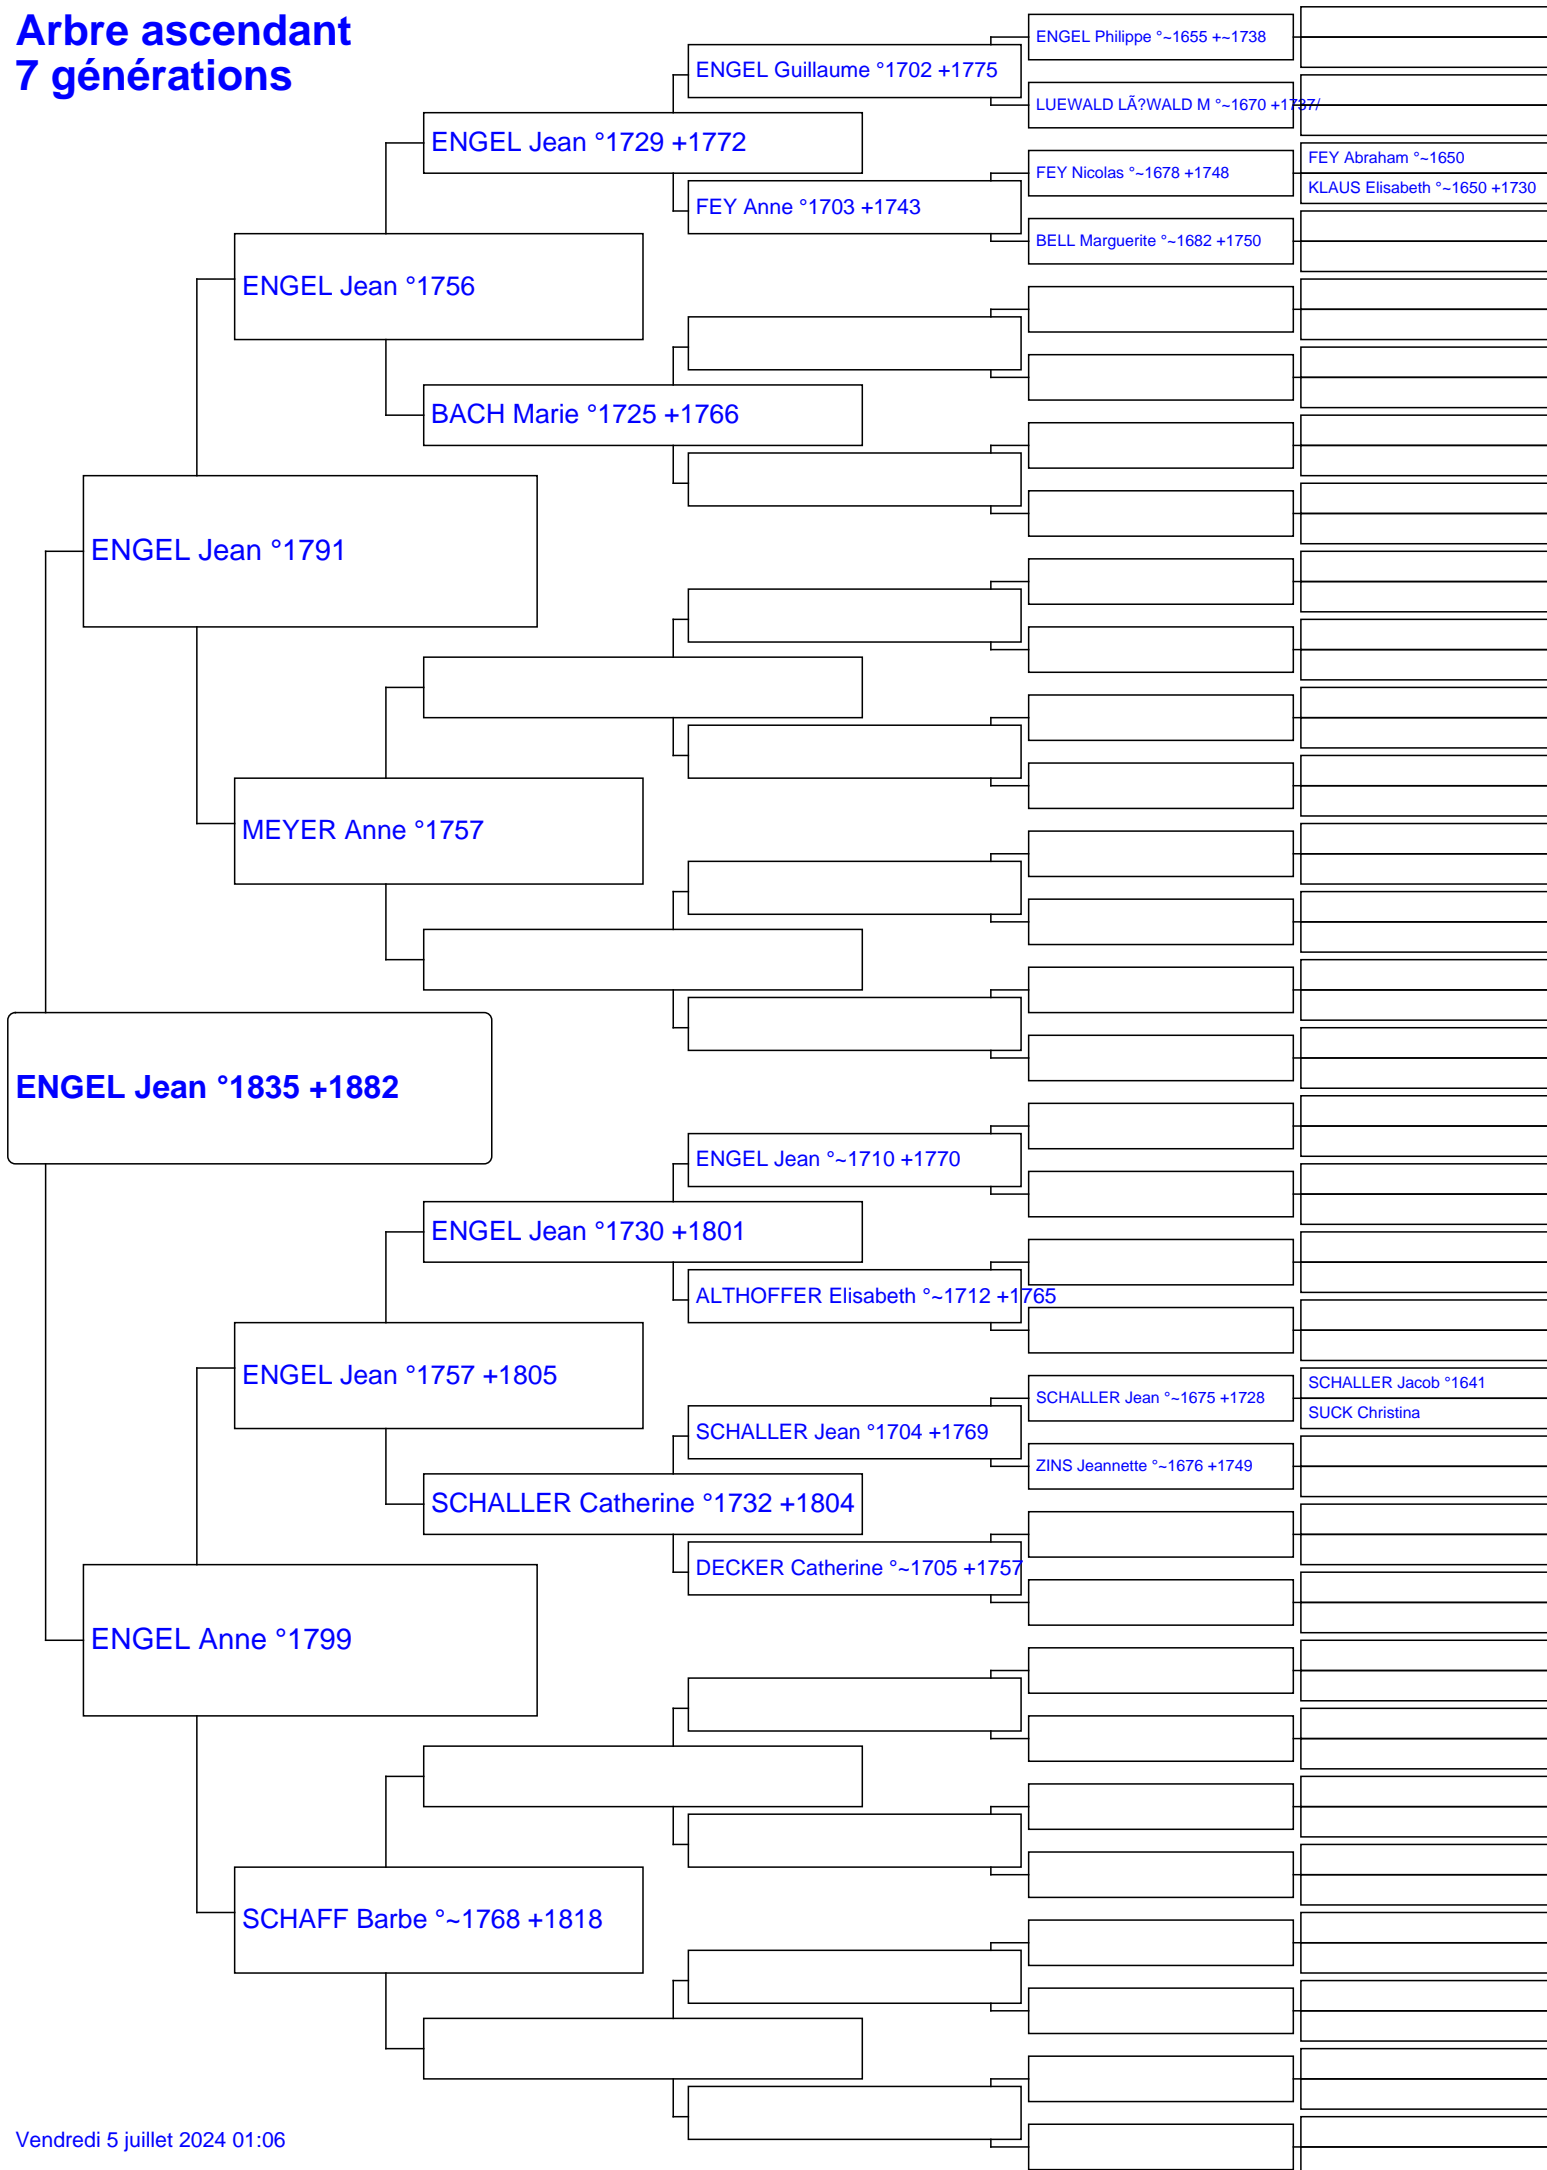 Arbre ascendant
7 générations
ENGEL Philippe °~1655 +~1738
ENGEL Guillaume °1702 +1775
LUEWALD LÃ?WALD M °~1670 +1737/
ENGEL Jean °1729 +1772
FEY Abraham °~1650
FEY Nicolas °~1678 +1748
KLAUS Elisabeth °~1650 +1730
FEY Anne °1703 +1743
BELL Marguerite °~1682 +1750
ENGEL Jean °1756
BACH Marie °1725 +1766
ENGEL Jean °1791
MEYER Anne °1757
ENGEL Jean °1835 +1882
ENGEL Jean °~1710 +1770
ENGEL Jean °1730 +1801
ALTHOFFER Elisabeth °~1712 +1765
ENGEL Jean °1757 +1805
SCHALLER Jacob °1641
SCHALLER Jean °~1675 +1728
SUCK Christina
SCHALLER Jean °1704 +1769
ZINS Jeannette °~1676 +1749
SCHALLER Catherine °1732 +1804
DECKER Catherine °~1705 +1757
ENGEL Anne °1799
SCHAFF Barbe °~1768 +1818
Vendredi 5 juillet 2024 01:06